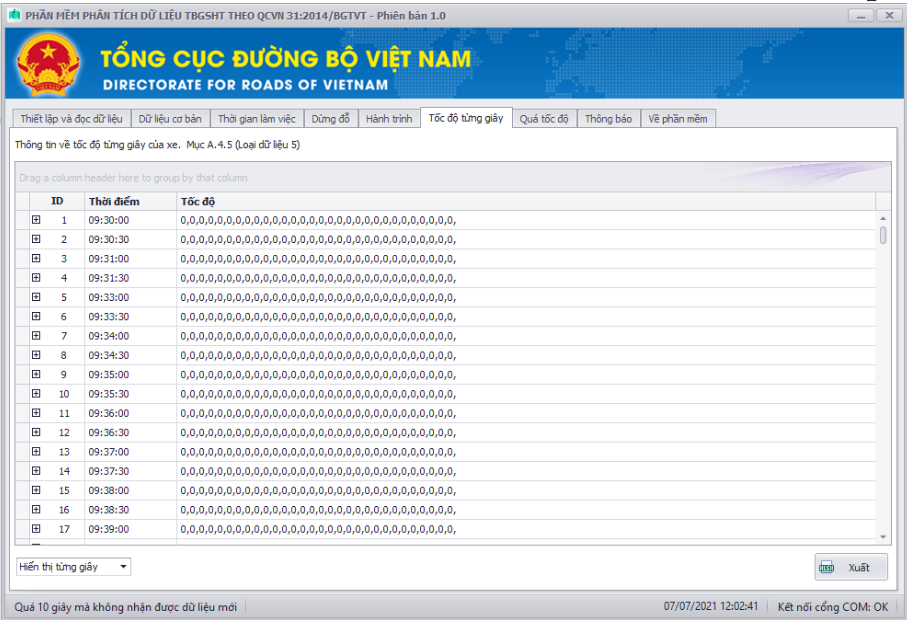 PHẦN MỀM PHÂN TÍCH DỮ LIỆU TBGSHT THEO QCVN 31:2014/BGTVT - Phiên bản 1.0
TỔNG CỤC ĐƯỜNG BỘ VIỆT NAM
DIRECTORATE FOR ROADS OF VIETNAM
Thiết lập và đọc dữ liệu Dữ liệu cơ bản Thời gian làm việc Dừng đỗ Hành trình Tốc độ từng giây Quá tốc độ Thông báo Về phần mềm
Thông tin về tốc độ từng giây của xe. Mục A.4.5 (Loại dữ liệu 5)
Drag a column header here to group by that column
ID Thời điểm Tốc độ
1 09:30:00 0,0,0,0,0,0,0,0,0,0,0,0,0,0,0,0,0,0,0,0,0,0,0,0,0,0,0,0,0,0,
2 09:30:30 0,0,0,0,0,0,0,0,0,0,0,0,0,0,0,0,0,0,0,0,0,0,0,0,0,0,0,0,0,0,
3 09:31:00 0,0,0,0,0,0,0,0,0,0,0,0,0,0,0,0,0,0,0,0,0,0,0,0,0,0,0,0,0,0,
4 09:31:30 0,0,0,0,0,0,0,0,0,0,0,0,0,0,0,0,0,0,0,0,0,0,0,0,0,0,0,0,0,0,
5 09:33:00 0,0,0,0,0,0,0,0,0,0,0,0,0,0,0,0,0,0,0,0,0,0,0,0,0,0,0,0,0,0,
6 09:33:30 0,0,0,0,0,0,0,0,0,0,0,0,0,0,0,0,0,0,0,0,0,0,0,0,0,0,0,0,0,0,
7 09:34:00 0,0,0,0,0,0,0,0,0,0,0,0,0,0,0,0,0,0,0,0,0,0,0,0,0,0,0,0,0,0,
8 09:34:30 0,0,0,0,0,0,0,0,0,0,0,0,0,0,0,0,0,0,0,0,0,0,0,0,0,0,0,0,0,0,
9 09:35:00 0,0,0,0,0,0,0,0,0,0,0,0,0,0,0,0,0,0,0,0,0,0,0,0,0,0,0,0,0,0,
10 09:35:30 0,0,0,0,0,0,0,0,0,0,0,0,0,0,0,0,0,0,0,0,0,0,0,0,0,0,0,0,0,0,
11 09:36:00 0,0,0,0,0,0,0,0,0,0,0,0,0,0,0,0,0,0,0,0,0,0,0,0,0,0,0,0,0,0,
12 09:36:30 0,0,0,0,0,0,0,0,0,0,0,0,0,0,0,0,0,0,0,0,0,0,0,0,0,0,0,0,0,0,
13 09:37:00 0,0,0,0,0,0,0,0,0,0,0,0,0,0,0,0,0,0,0,0,0,0,0,0,0,0,0,0,0,0,
14 09:37:30 0,0,0,0,0,0,0,0,0,0,0,0,0,0,0,0,0,0,0,0,0,0,0,0,0,0,0,0,0,0,
15 09:38:00 0,0,0,0,0,0,0,0,0,0,0,0,0,0,0,0,0,0,0,0,0,0,0,0,0,0,0,0,0,0,
16 09:38:30 0,0,0,0,0,0,0,0,0,0,0,0,0,0,0,0,0,0,0,0,0,0,0,0,0,0,0,0,0,0,
17 09:39:00 0,0,0,0,0,0,0,0,0,0,0,0,0,0,0,0,0,0,0,0,0,0,0,0,0,0,0,0,0,0,
Hiển thị từng giây Xuất
Quá 10 giây mà không nhận được dữ liệu mới 07/07/2021 12:02:41 Kết nối cổng COM: OK